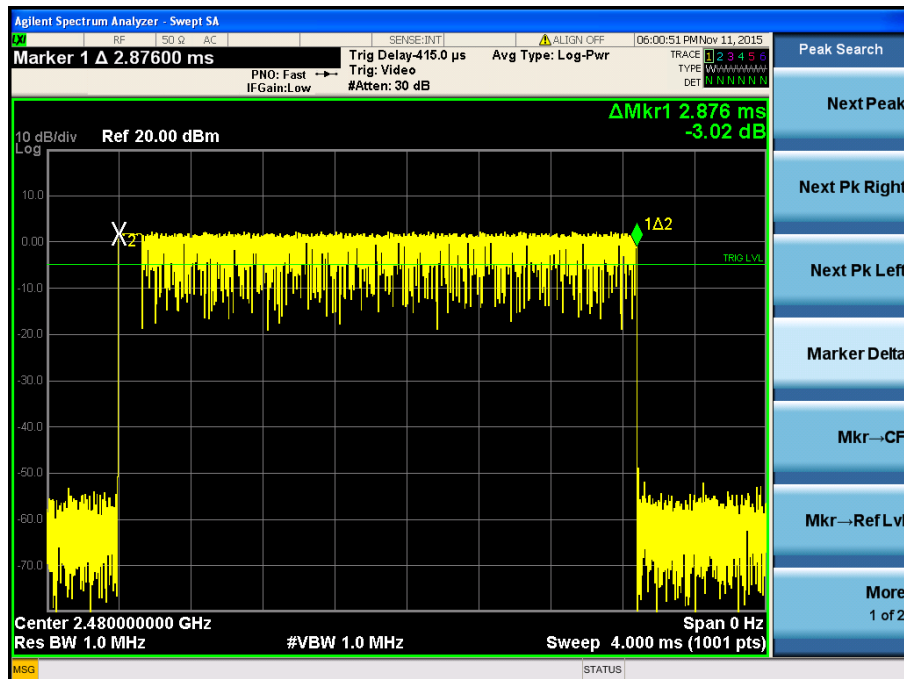 Agilent Spectrum Analyzer - Swept SA
LXI RF 50 Ω AC SENSE:INT ALIGN OFF 06:00:51 PM Nov 11, 2015
Marker 1 Δ 2.87600 ms
PNO: Fast
IFGain:Low
Trig Delay-415.0 µs
Trig: Video
#Atten: 30 dB
Avg Type: Log-Pwr
TRACE 1 2 3 4 5 6
TYPE WWWWWW
DET N N N N N N
ΔMkr1 2.876 ms
-3.02 dB
10 dB/div Ref 20.00 dBm
Log
10.0
0.00
-10.0
-20.0
-30.0
-40.0
-50.0
-60.0
-70.0
X2
1Δ2
TRIG LVL
Center 2.480000000 GHz Span 0 Hz
Res BW 1.0 MHz #VBW 1.0 MHz Sweep 4.000 ms (1001 pts)
MSG STATUS
Peak Search
Next Peak
Next Pk Right
Next Pk Left
Marker Delta
Mkr→CF
Mkr→Ref Lvl
More
1 of 2